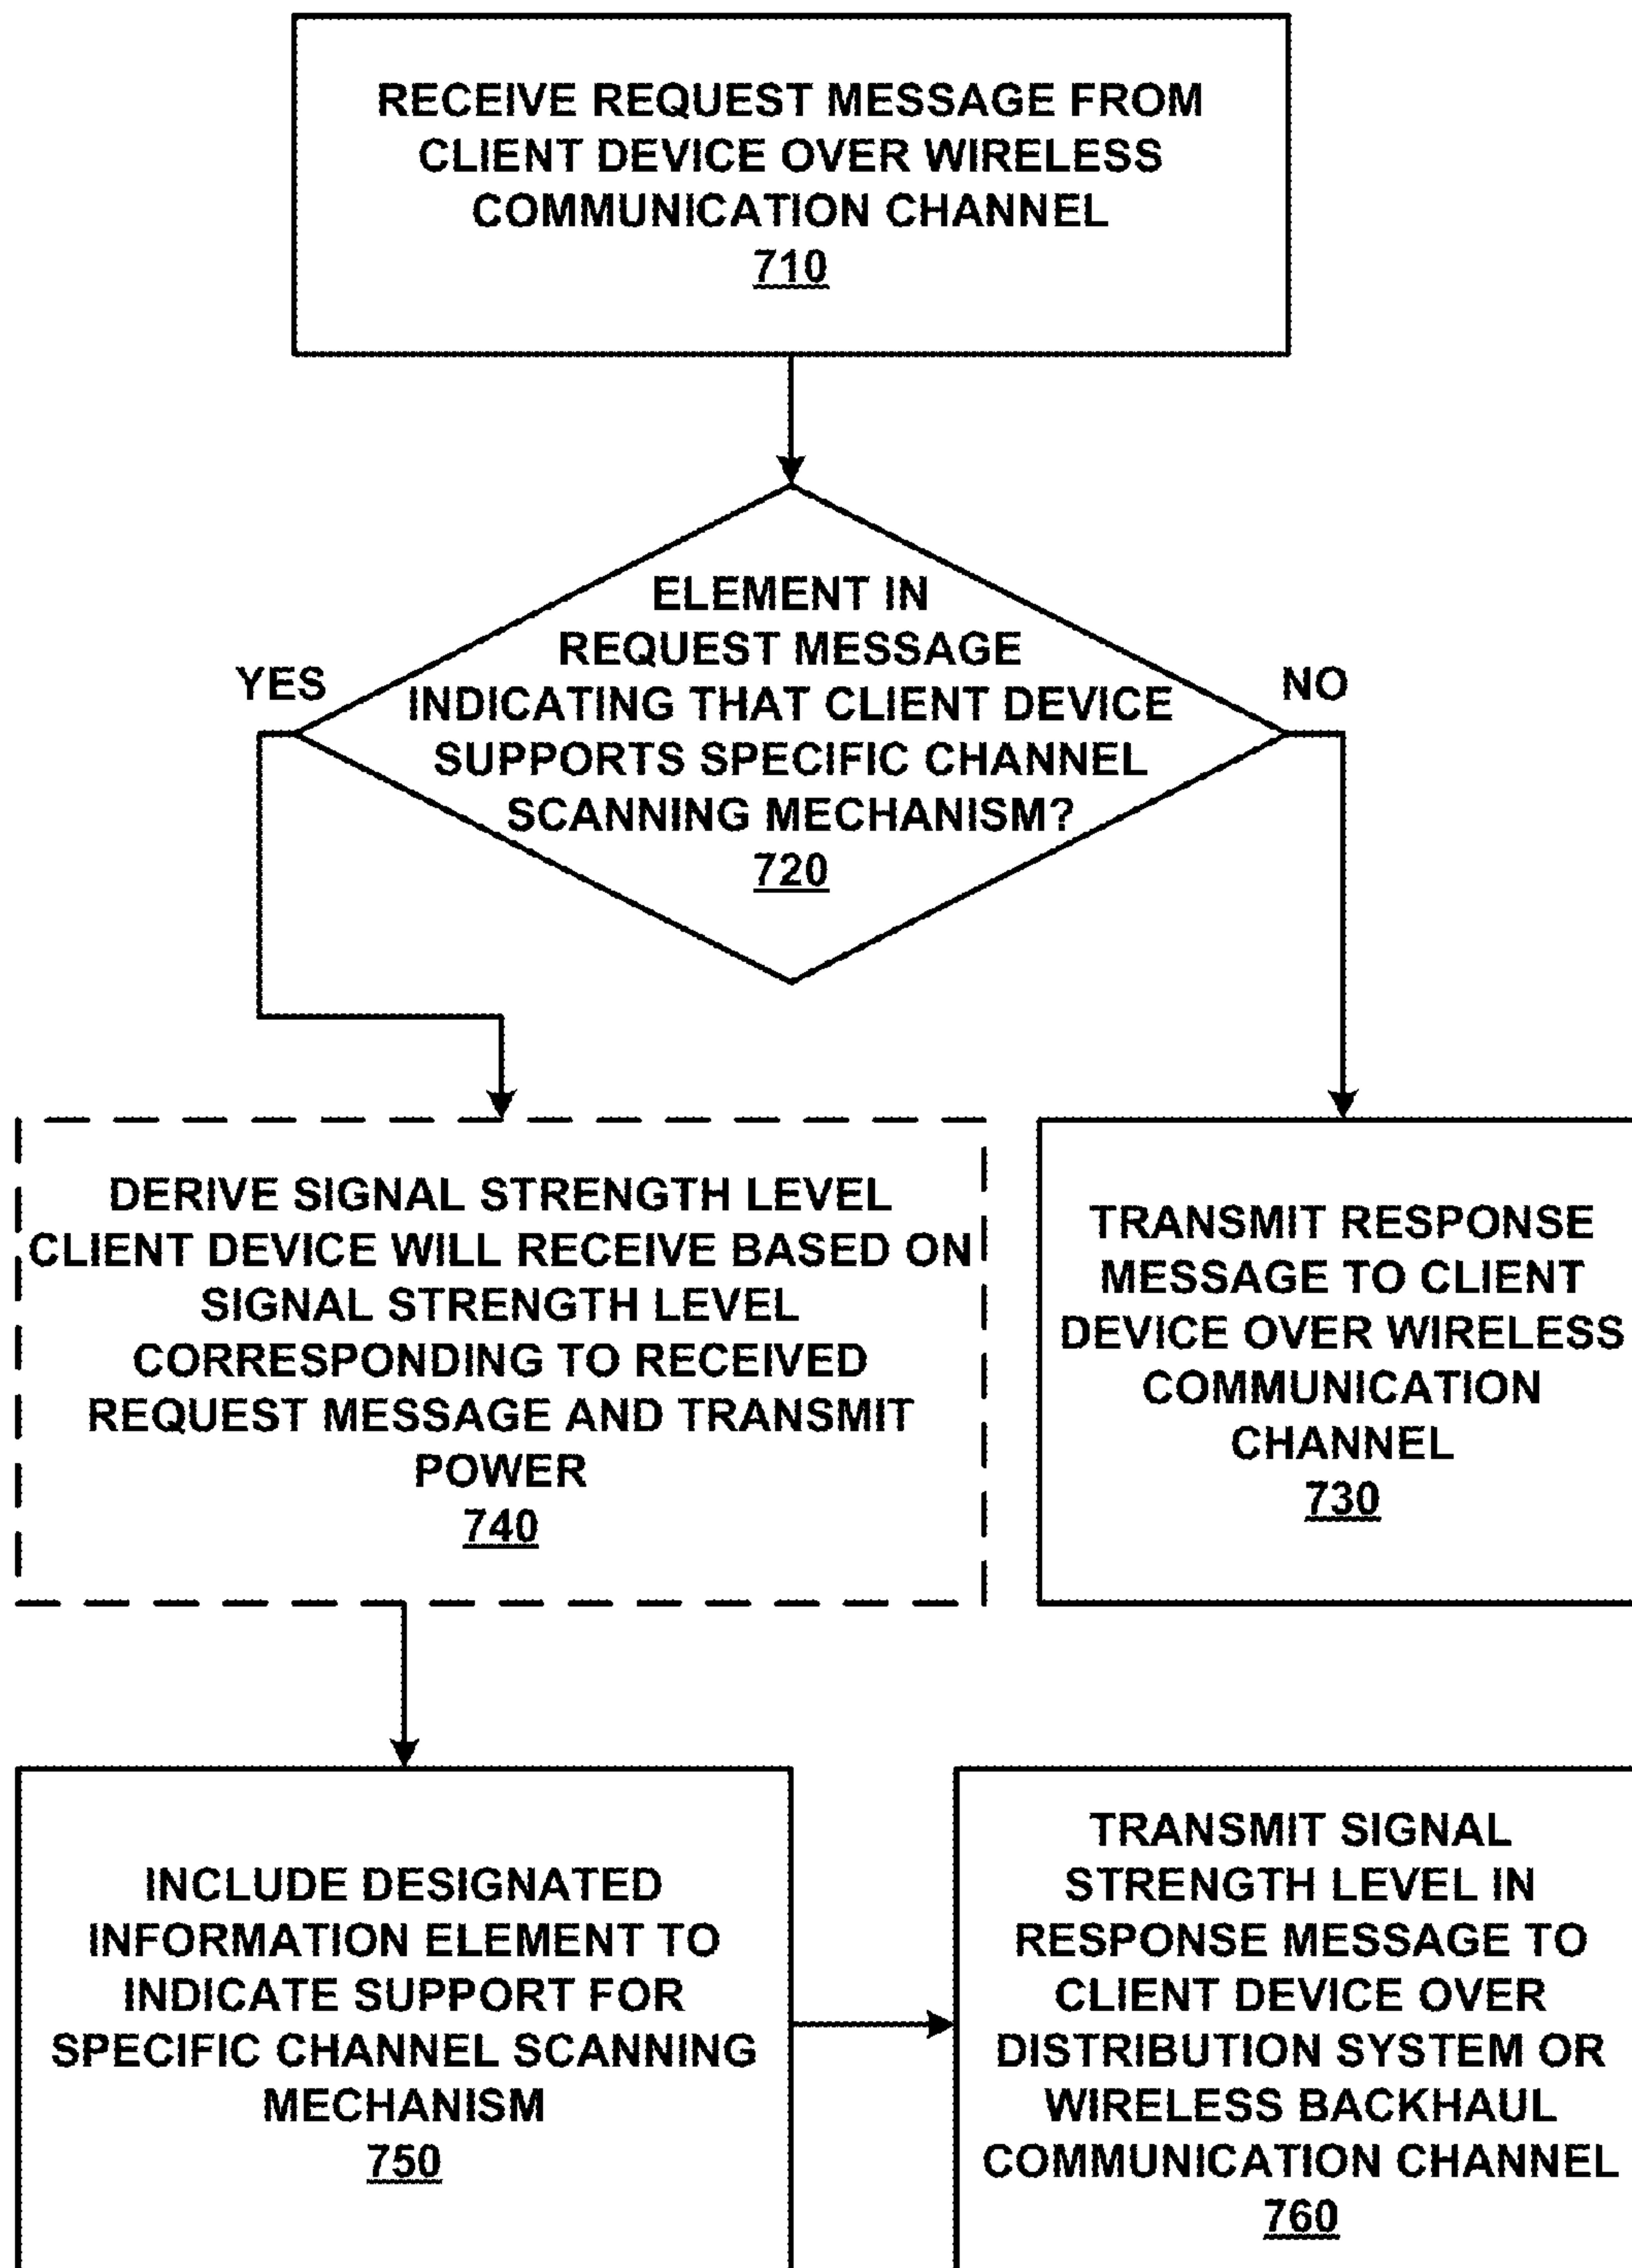 RECEIVE REQUEST MESSAGE FROM
CLIENT DEVICE OVER WIRELESS
COMMUNICATION CHANNEL
710
ELEMENT IN
REQUEST MESSAGE
INDICATING THAT CLIENT DEVICE
SUPPORTS SPECIFIC CHANNEL
SCANNING MECHANISM?
720
YES
NO
DERIVE SIGNAL STRENGTH LEVEL
CLIENT DEVICE WILL RECEIVE BASED ON
SIGNAL STRENGTH LEVEL
CORRESPONDING TO RECEIVED
REQUEST MESSAGE AND TRANSMIT
POWER
740
TRANSMIT RESPONSE
MESSAGE TO CLIENT
DEVICE OVER WIRELESS
COMMUNICATION
CHANNEL
730
INCLUDE DESIGNATED
INFORMATION ELEMENT TO
INDICATE SUPPORT FOR
SPECIFIC CHANNEL SCANNING
MECHANISM
750
TRANSMIT SIGNAL
STRENGTH LEVEL IN
RESPONSE MESSAGE TO
CLIENT DEVICE OVER
DISTRIBUTION SYSTEM OR
WIRELESS BACKHAUL
COMMUNICATION CHANNEL
760